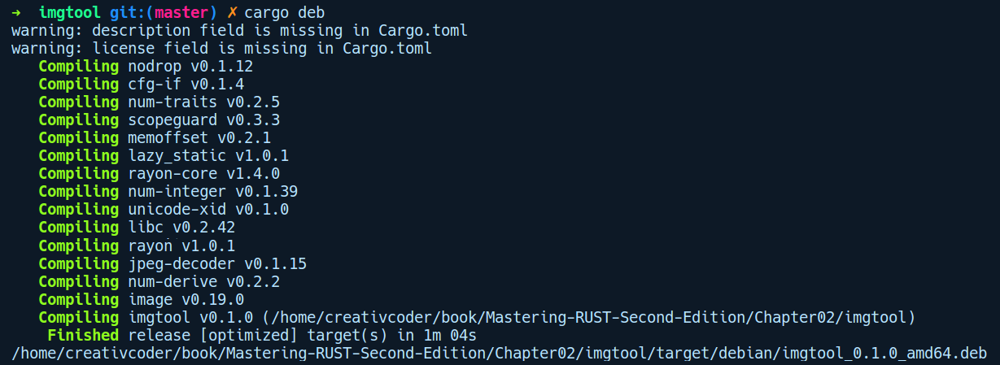 ➜  imgtool git:(master) ✗ cargo deb
warning: description field is missing in Cargo.toml
warning: license field is missing in Cargo.toml
   Compiling nodrop v0.1.12
   Compiling cfg-if v0.1.4
   Compiling num-traits v0.2.5
   Compiling scopeguard v0.3.3
   Compiling memoffset v0.2.1
   Compiling lazy_static v1.0.1
   Compiling rayon-core v1.4.0
   Compiling num-integer v0.1.39
   Compiling unicode-xid v0.1.0
   Compiling libc v0.2.42
   Compiling rayon v1.0.1
   Compiling jpeg-decoder v0.1.15
   Compiling num-derive v0.2.2
   Compiling image v0.19.0
   Compiling imgtool v0.1.0 (/home/creativcoder/book/Mastering-RUST-Second-Edition/Chapter02/imgtool)
    Finished release [optimized] target(s) in 1m 04s
/home/creativcoder/book/Mastering-RUST-Second-Edition/Chapter02/imgtool/target/debian/imgtool_0.1.0_amd64.deb